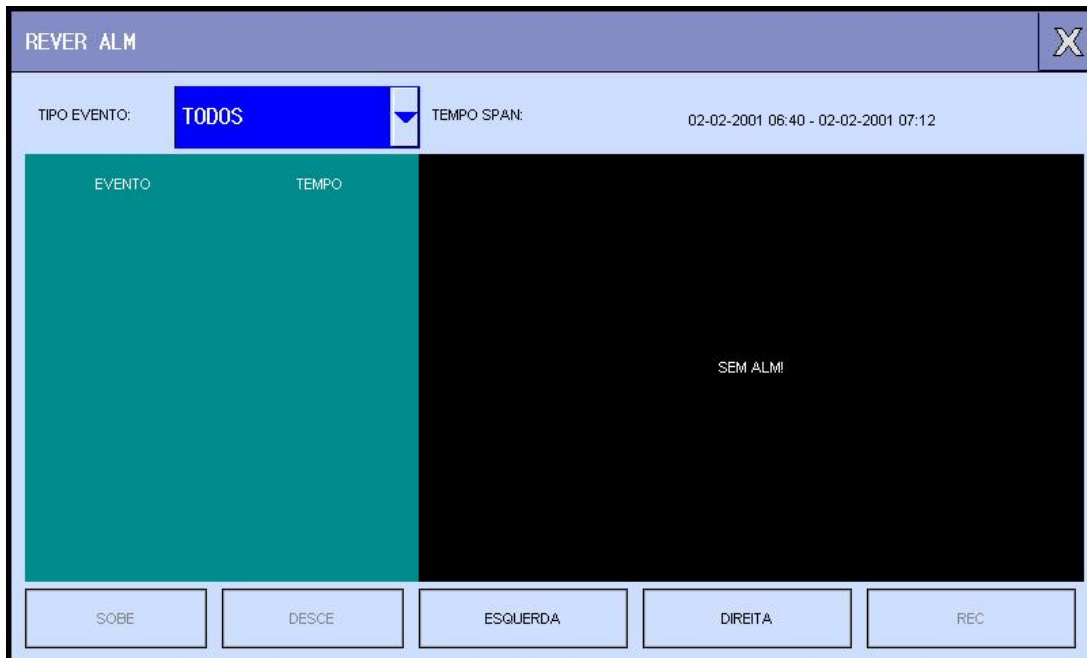 REVER ALM
X
TIPO EVENTO: TODOS TEMPO SPAN: 02-02-2001 06:40 - 02-02-2001 07:12
EVENTO TEMPO
SEM ALM!
SOBE DESCE ESQUERDA DIREITA REC